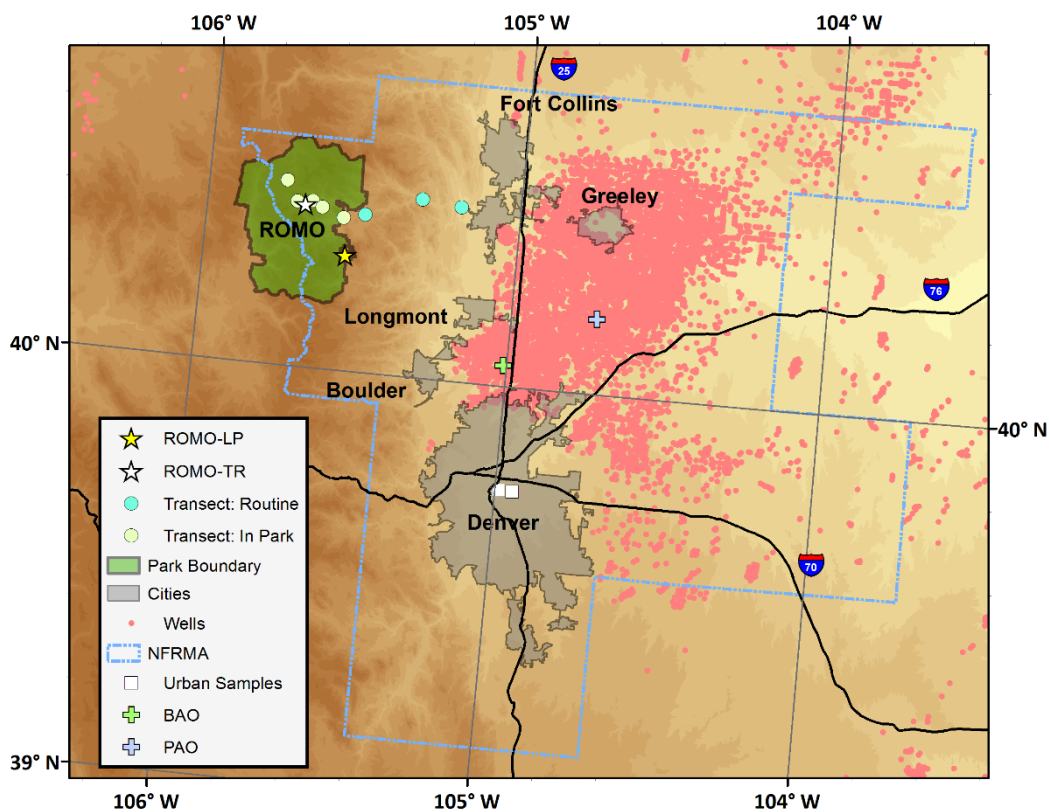 106° W
105° W
104° W
25
Fort Collins
Greeley
ROMO
76
Longmont
40° N
Boulder
40° N
Denver
70
ROMO-LP
ROMO-TR
Transect: Routine
Transect: In Park
Park Boundary
Cities
Wells
NFRMA
Urban Samples
BAO
PAO
39° N
106° W
105° W
104° W